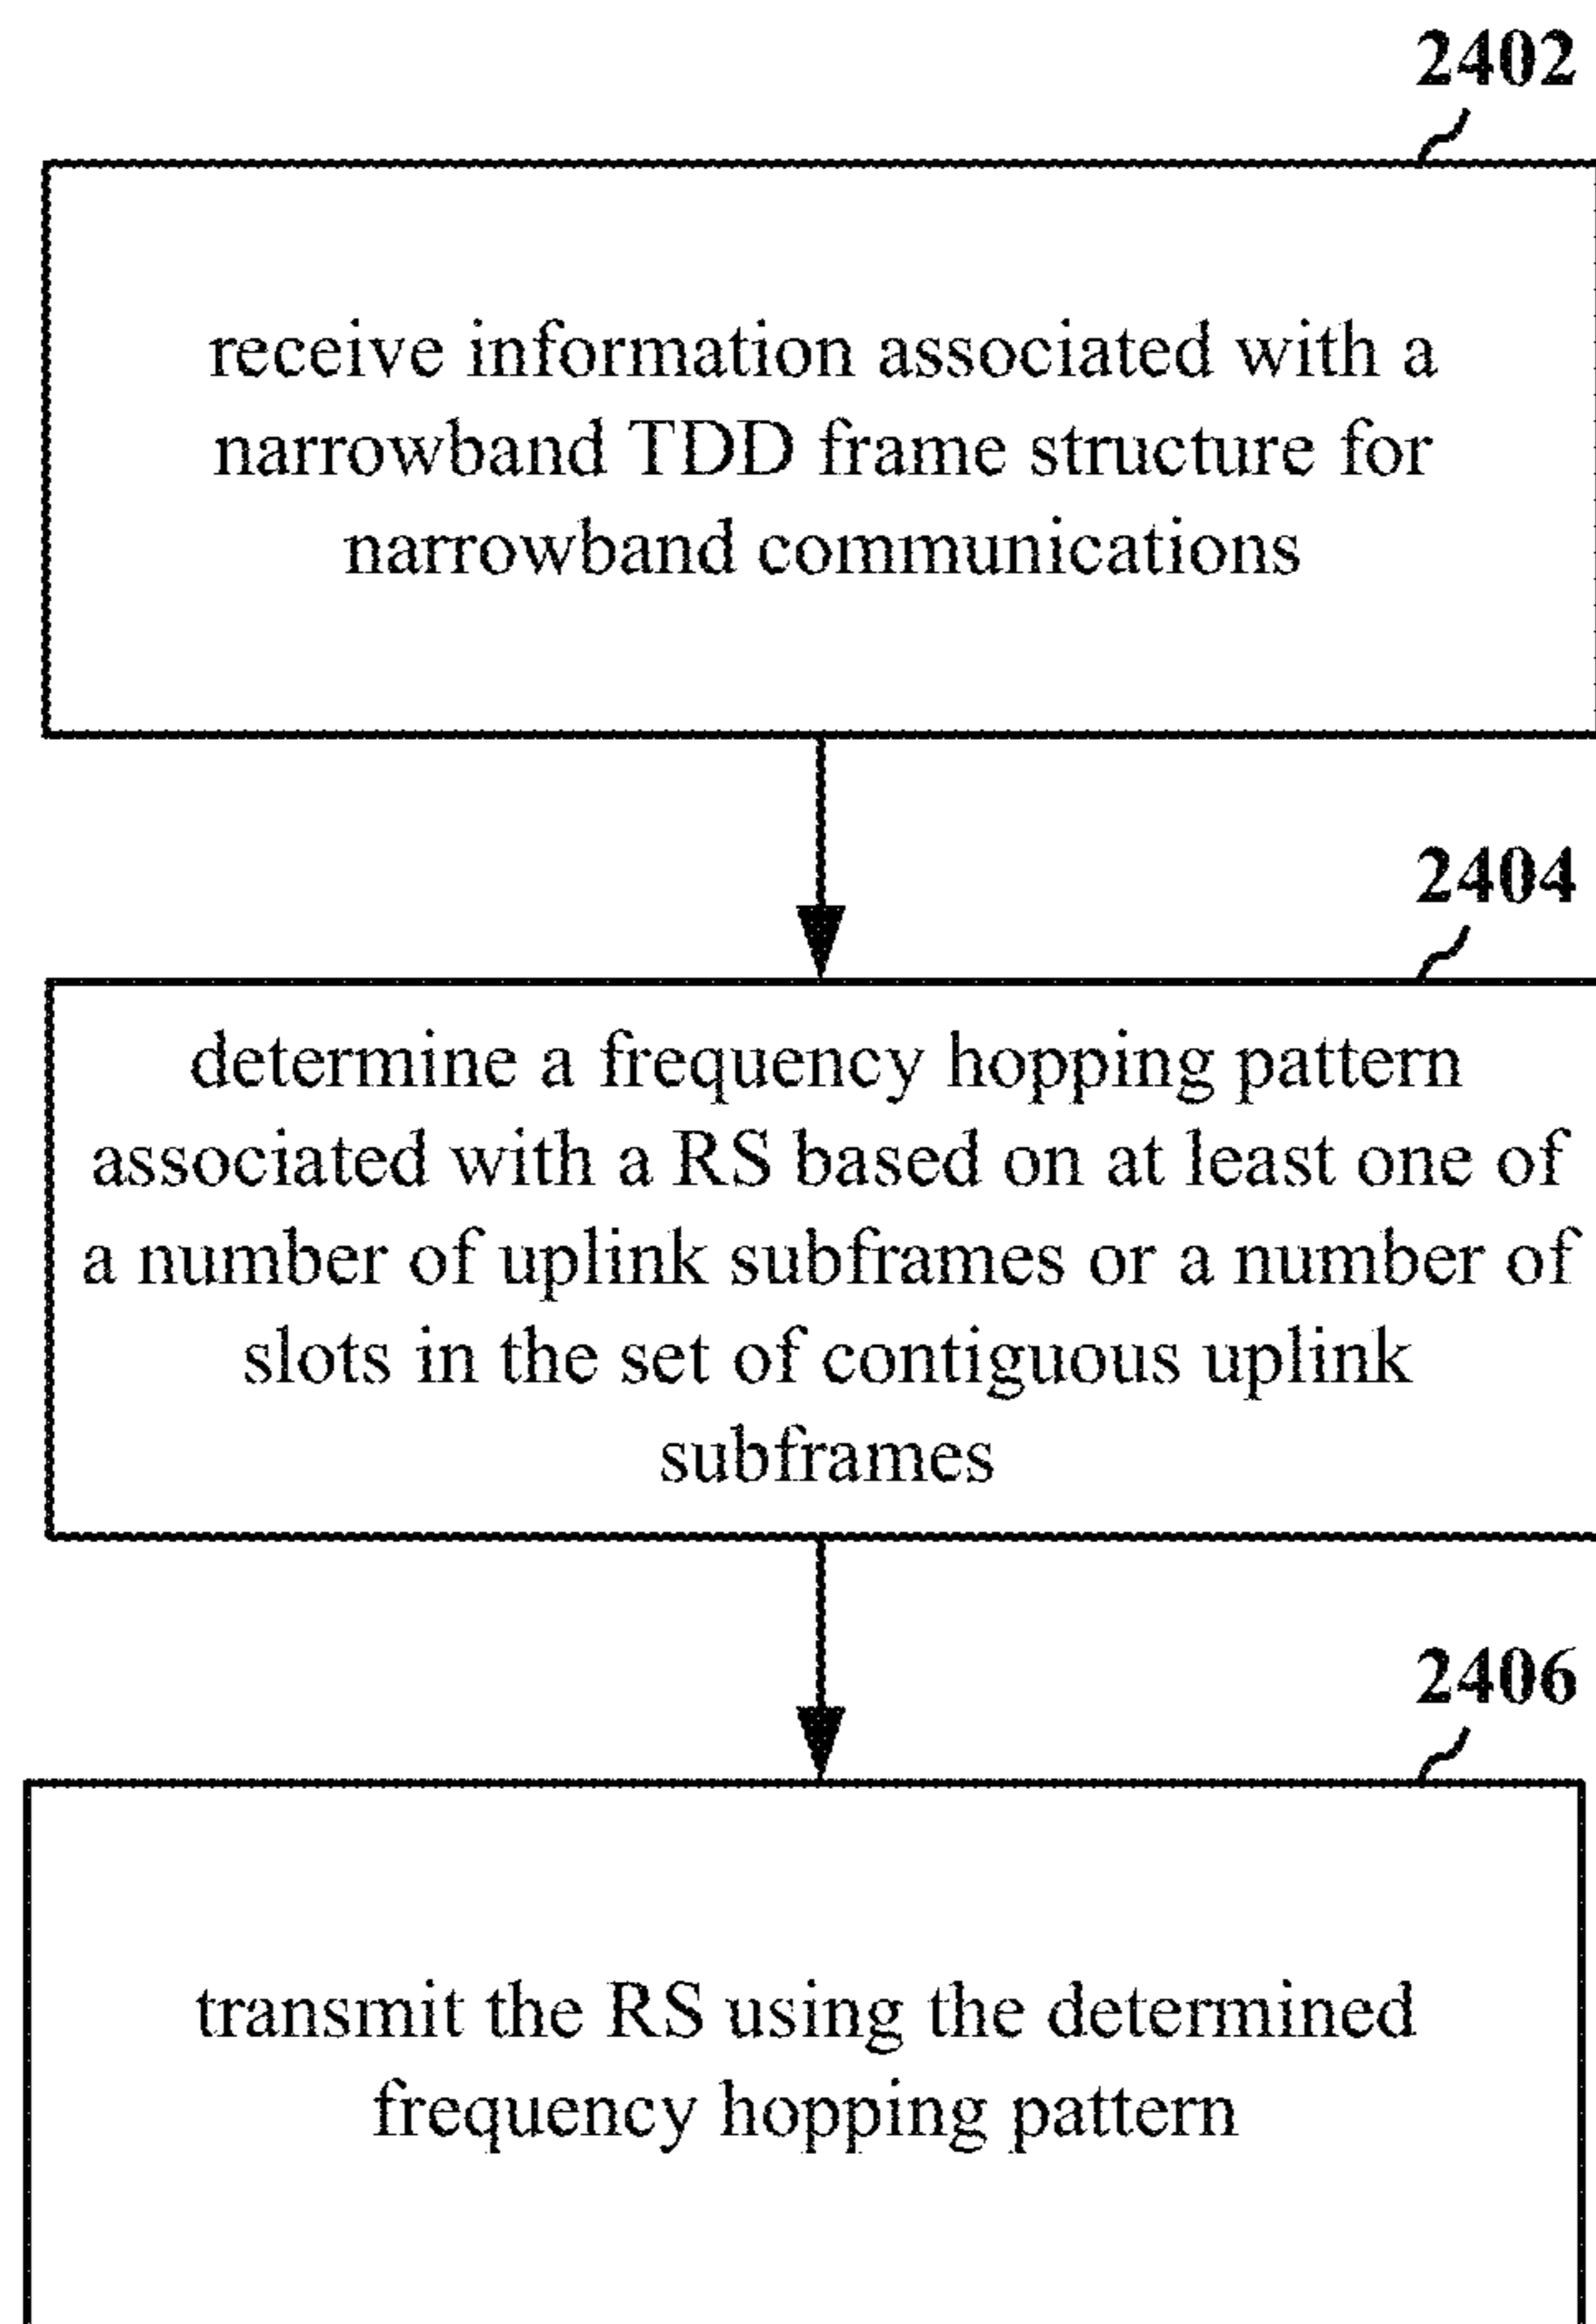 2402
receive information associated with a
narrowband TDD frame structure for
narrowband communications
2404
determine a frequency hopping pattern
associated with a RS based on at least one of
a number of uplink subframes or a number of
slots in the set of contiguous uplink
subframes
2406
transmit the RS using the determined
frequency hopping pattern